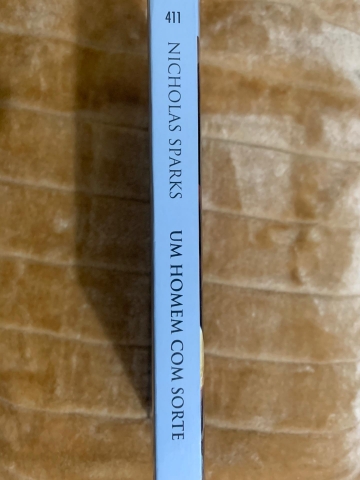 411
NICHOLAS SPARKS
UM HOMEM COM SORTE